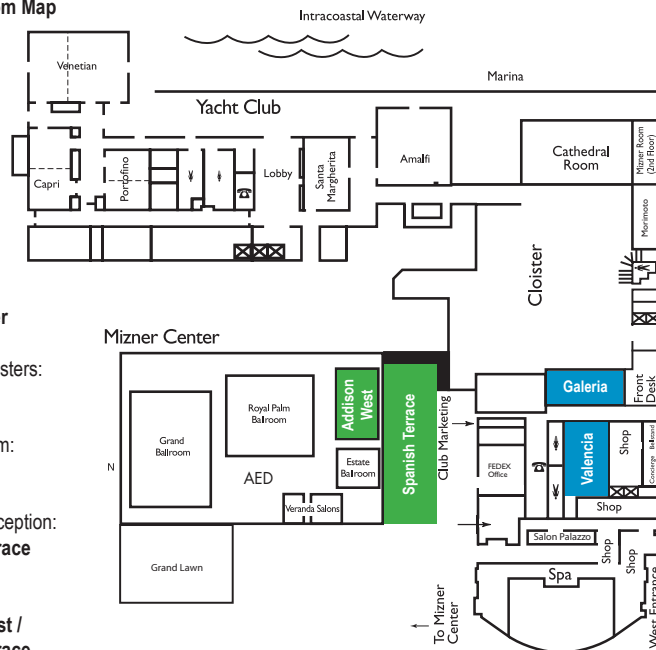 om Map
Intracoastal Waterway
Venetian
Marina
Yacht Club
Capri
Portofino
Lobby
Santa
Margherita
Amalfi
Cathedral
Room
Mizner Room
(2nd Floor)
Morimoto
Cloister
er
sters:
m:
ception:
race
st /
race
Mizner Center
Grand
Ballroom
Royal Palm
Ballroom
Addison
West
Estate
Ballroom
AED
Veranda Salons
Z
Grand Lawn
Spanish Terrace
Club Marketing
Galeria
Front
Desk
FEDEX
Office
Valencia
Shop
Concierge
Bellstand
Shop
Salon Palazzo
Shop
Shop
Spa
To Mizner
Center
West Entrance